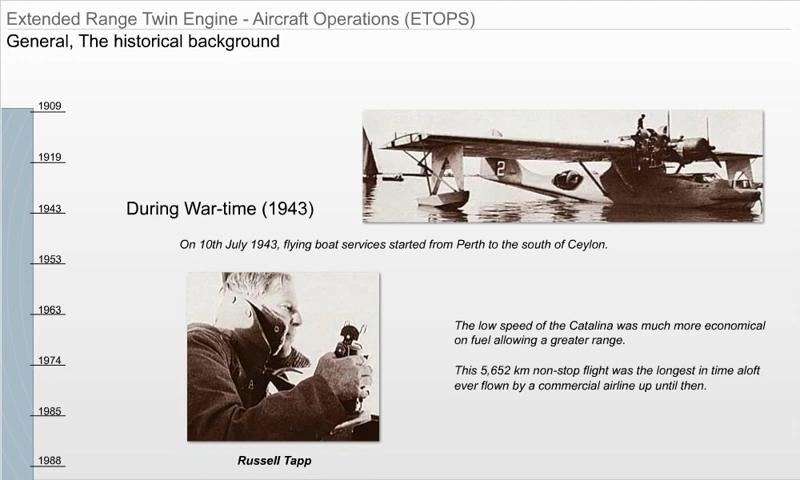 Extended Range Twin Engine - Aircraft Operations (ETOPS)
General, The historical background
1909
1919
1943
1953
1963
1974
1985
1988
2
During War-time (1943)
On 10th July 1943, flying boat services started from Perth to the south of Ceylon.
The low speed of the Catalina was much more economical
on fuel allowing a greater range.
This 5,652 km non-stop flight was the longest in time aloft
ever flown by a commercial airline up until then.
Russell Tapp